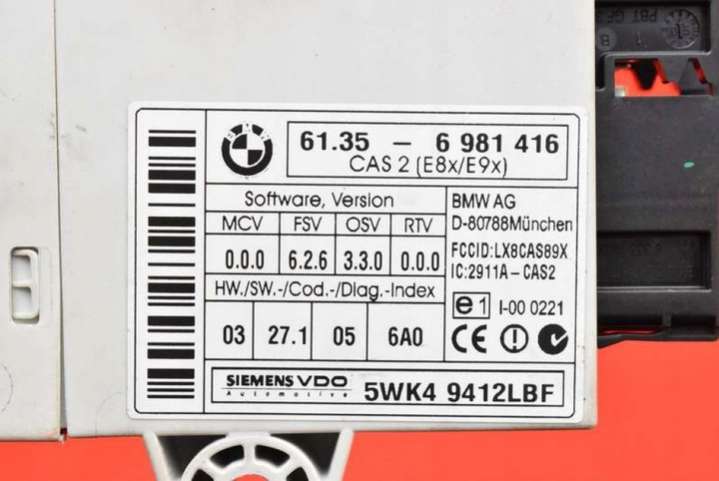 BMW
61.35 – 6 981 416
CAS 2 (E8x/E9x)
Software, Version
MCV FSV OSV RTV
0.0.0 6.2.6 3.3.0 0.0.0
HW./SW.-/Cod.-/Diag.-Index
03 27.1 05 6A0
BMW AG
D-80788München
FCCID:LX8CAS89X
IC:2911A–CAS2
e1 I-00 0221
CE
SIEMENS VDO
Automotive
5WK4 9412LBF
PBT